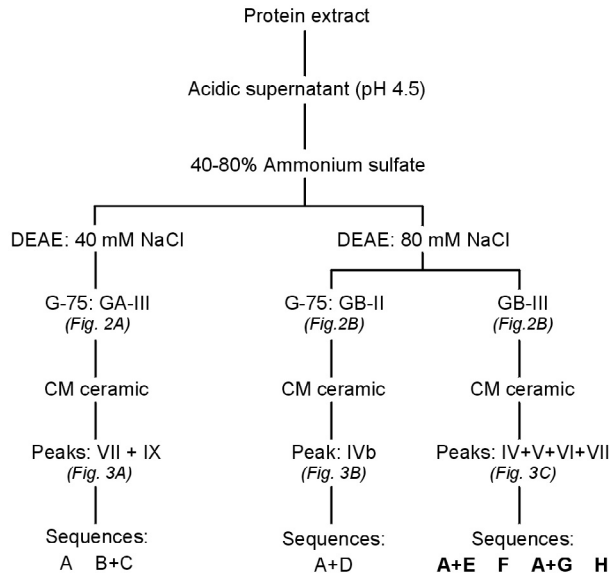 Protein extract
Acidic supernatant (pH 4.5)
40-80% Ammonium sulfate
DEAE: 40 mM NaCl
DEAE: 80 mM NaCl
G-75: GA-III
(Fig. 2A)
G-75: GB-II
(Fig.2B)
GB-III
(Fig.2B)
CM ceramic
CM ceramic
CM ceramic
Peaks: VII + IX
(Fig. 3A)
Peak: IVb
(Fig. 3B)
Peaks: IV+V+VI+VII
(Fig. 3C)
Sequences:
A B+C
Sequences:
A+D
Sequences:
A+E F A+G H